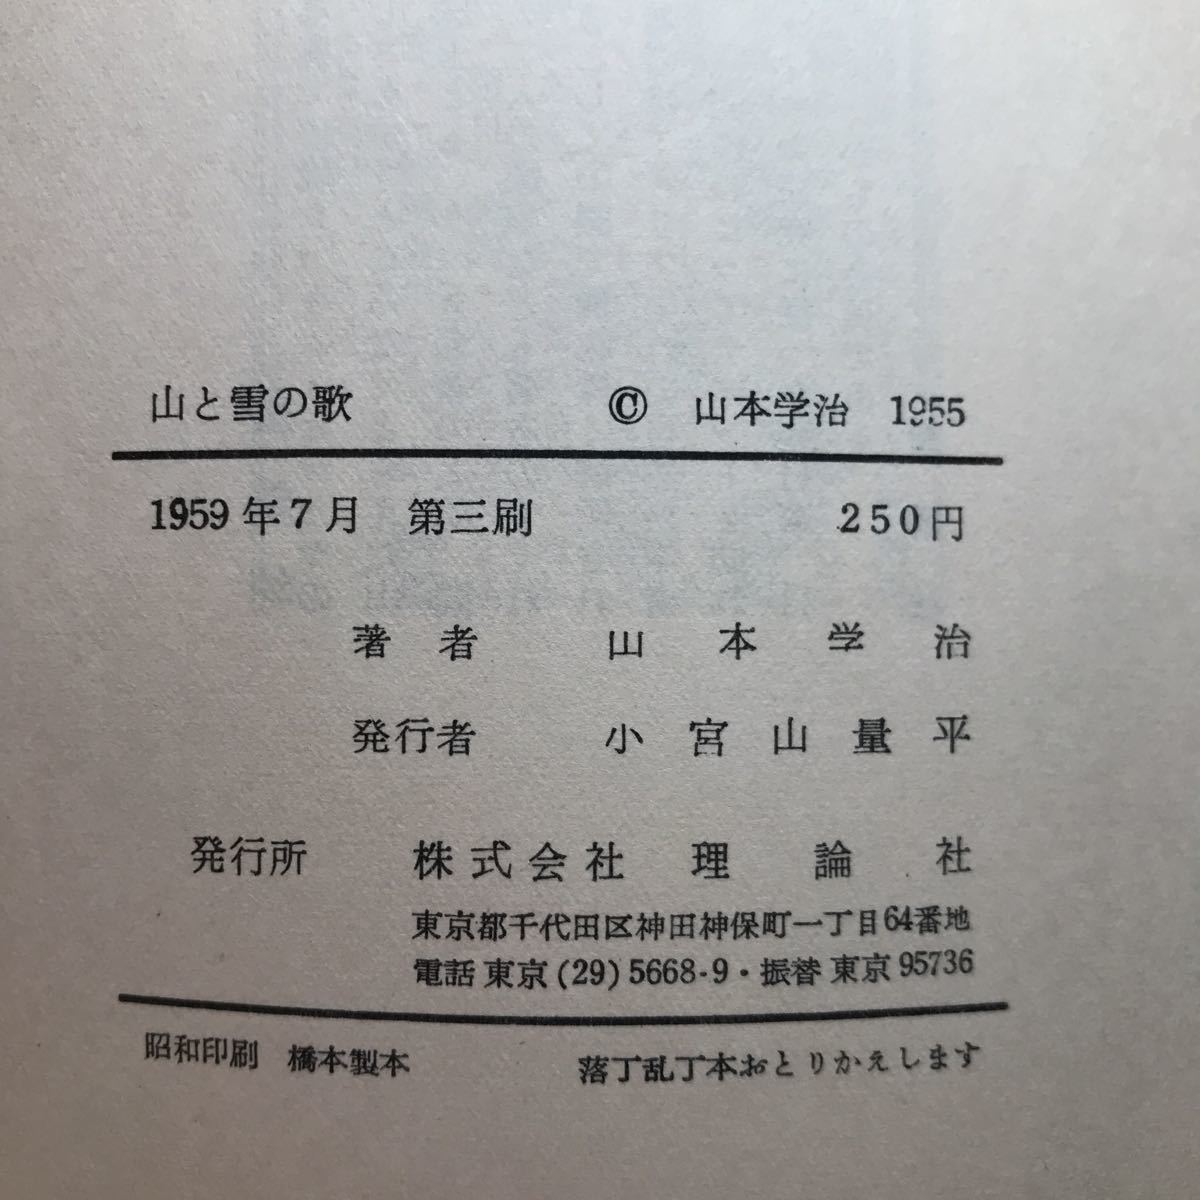 山と雪の歌 © 山本学治 1955
1959年7月 第三刷 250円
著者 山本学治
発行者 小宮山量平
発行所 株式会社 理論社
東京都千代田区神田神保町一丁目64番地
電話 東京 (29) 5668-9・振替 東京 95736
昭和印刷 橋本製本 落丁乱丁本おとりかえします